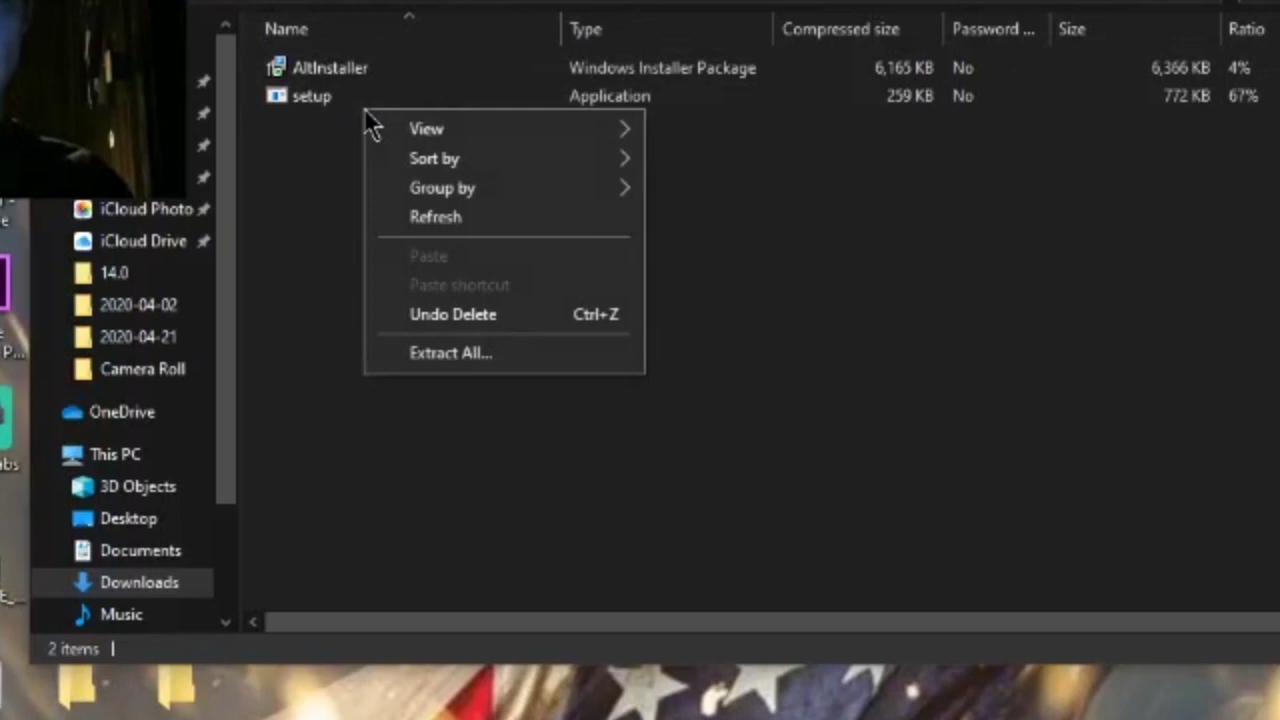 Name Type Compressed size Password ... Size Ratio
AltInstaller Windows Installer Package 6,165 KB No 6,366 KB 4%
setup Application 259 KB No 772 KB 67%
View
Sort by
Group by
Refresh
Paste
Paste shortcut
Undo Delete Ctrl+Z
Extract All...
iCloud Photo
iCloud Drive
14.0
2020-04-02
2020-04-21
Camera Roll
OneDrive
This PC
3D Objects
Desktop
Documents
Downloads
Music
2 items